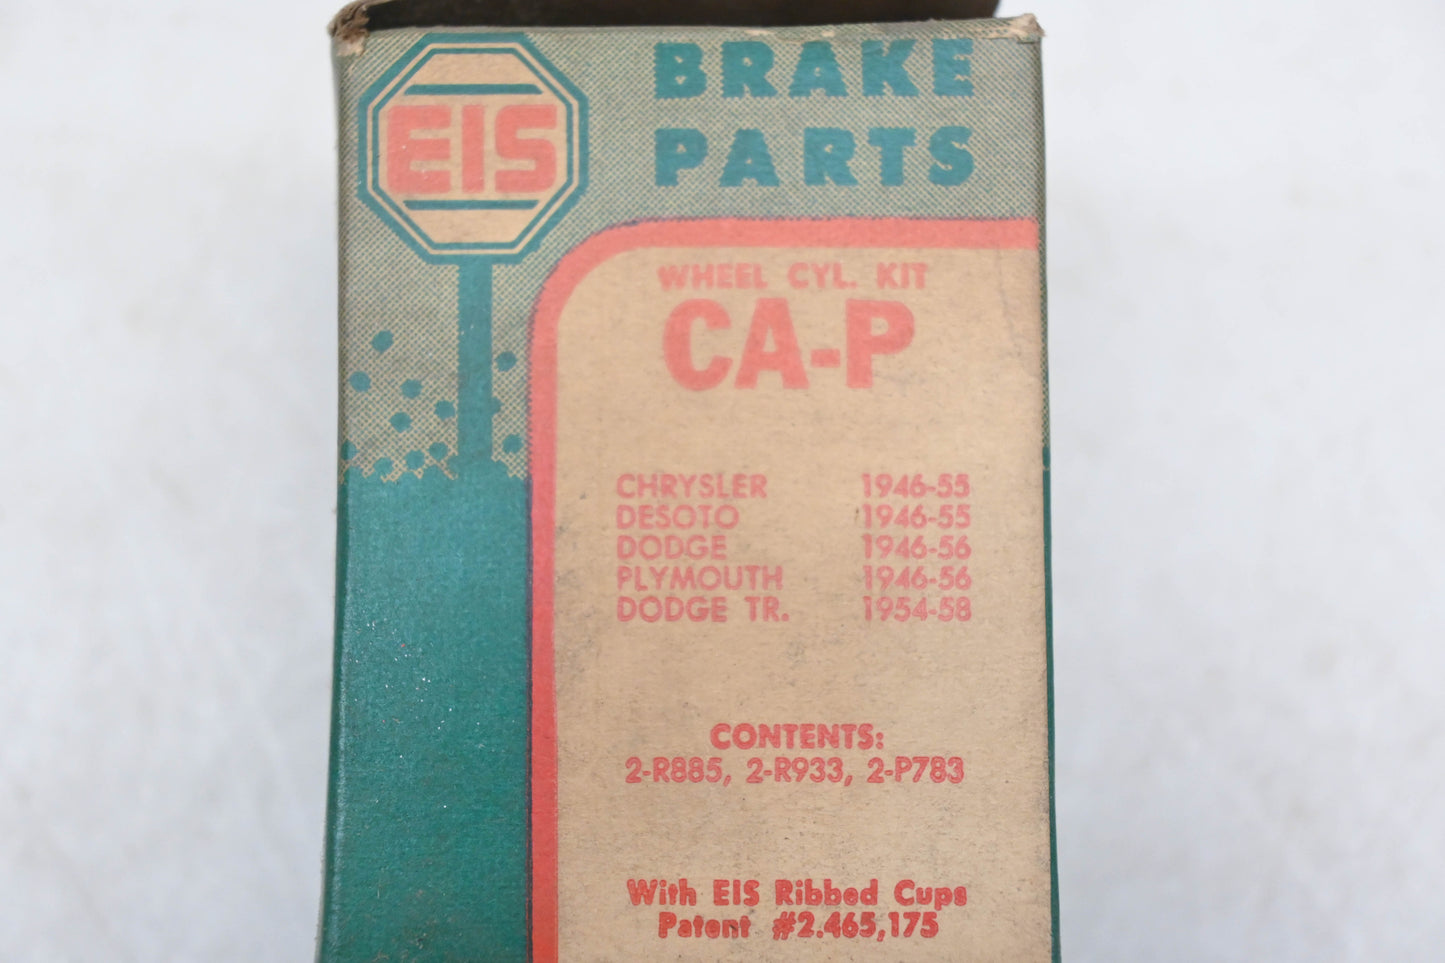 EIS
BRAKE
PARTS
WHEEL CYL. KIT
CA-P
CHRYSLER 1946-55
DESOTO 1946-55
DODGE 1946-56
PLYMOUTH 1946-56
DODGE TR. 1954-58
CONTENTS:
2-R885, 2-R933, 2-P783
With EIS Ribbed Cups
Patent #2.465,175